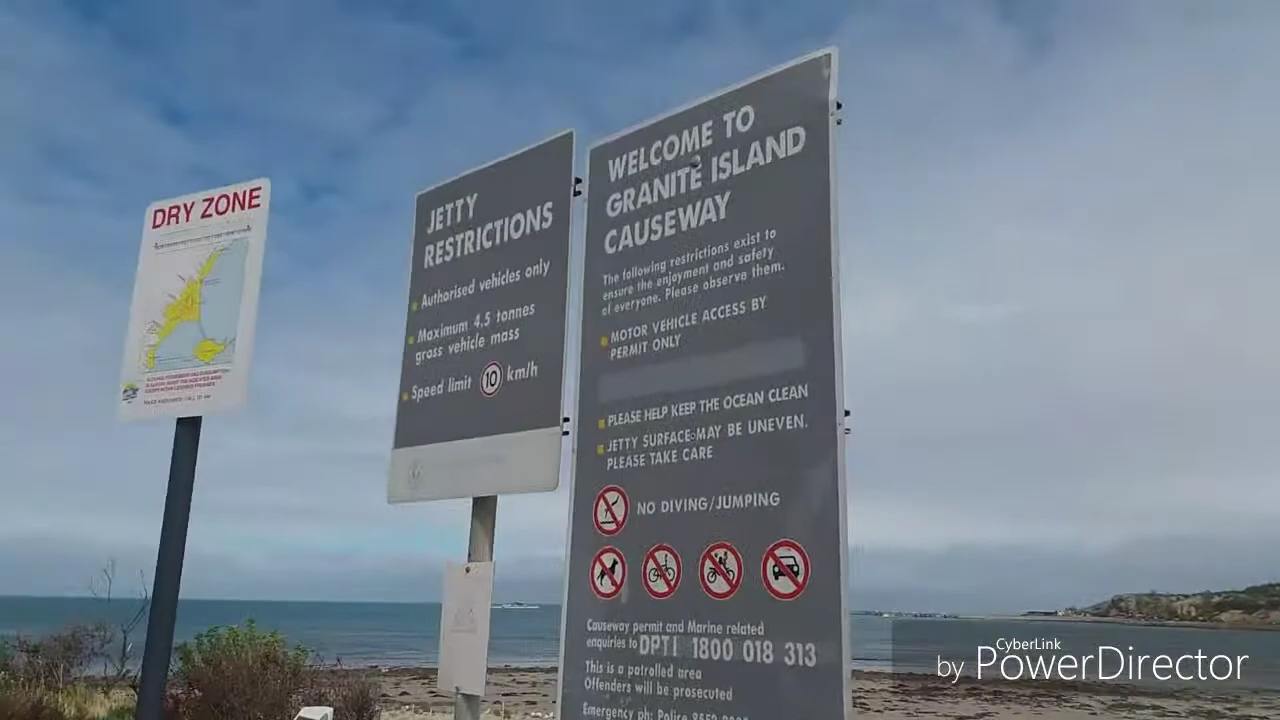 DRY ZONE
JETTY
RESTRICTIONS
Authorised vehicles only
Maximum 4.5 tonnes
gross vehicle mass
Speed limit 10 km/h
WELCOME TO
GRANITE ISLAND
CAUSEWAY
The following restrictions exist to
ensure the enjoyment and safety
of everyone. Please observe them.
MOTOR VEHICLE ACCESS BY
PERMIT ONLY
PLEASE HELP KEEP THE OCEAN CLEAN
JETTY SURFACE MAY BE UNEVEN.
PLEASE TAKE CARE
NO DIVING/JUMPING
Causeway permit and Marine related
enquiries to DPTI 1800 018 313
This is a patrolled area
Offenders will be prosecuted
Emergency ph: Police
CyberLink
by PowerDirector